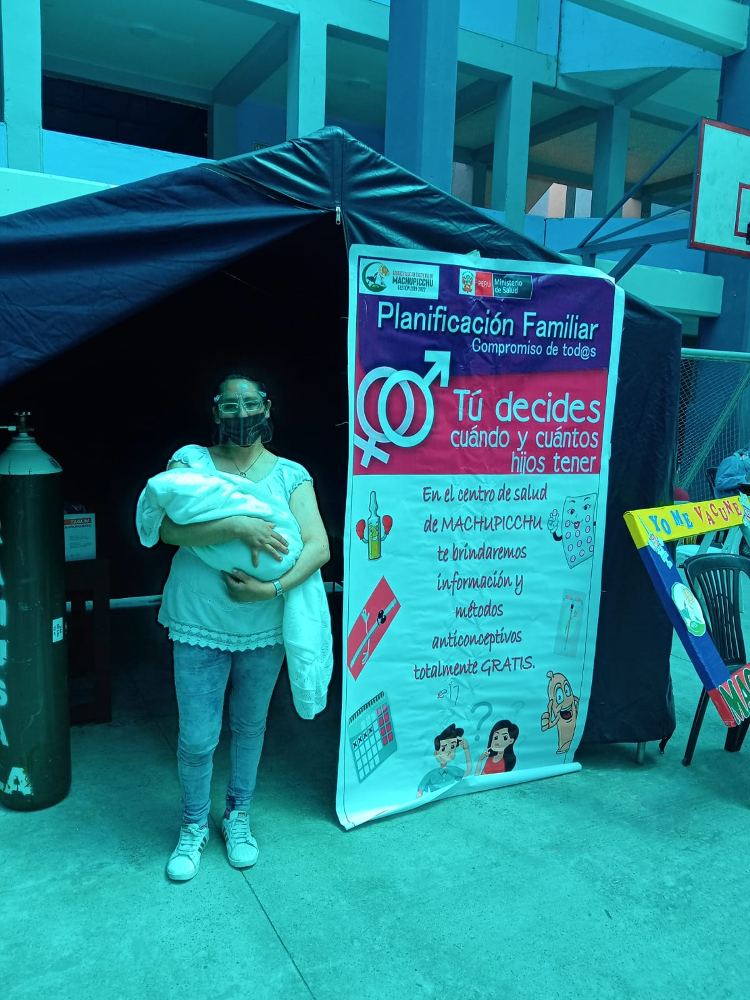 MUNICIPALIDAD DISTRITAL DE
MACHUPICCHU
GESTIÓN 2019-2022
PERÚ
Ministerio
de Salud
Planificación Familiar
Compromiso de tod@s
Tú decides
cuándo y cuántos
hijos tener
En el centro de salud
de MACHUPICCHU
te brindaremos
información y
métodos
anticonceptivos
totalmente GRATIS.
TAGUM
YO ME VACUNE